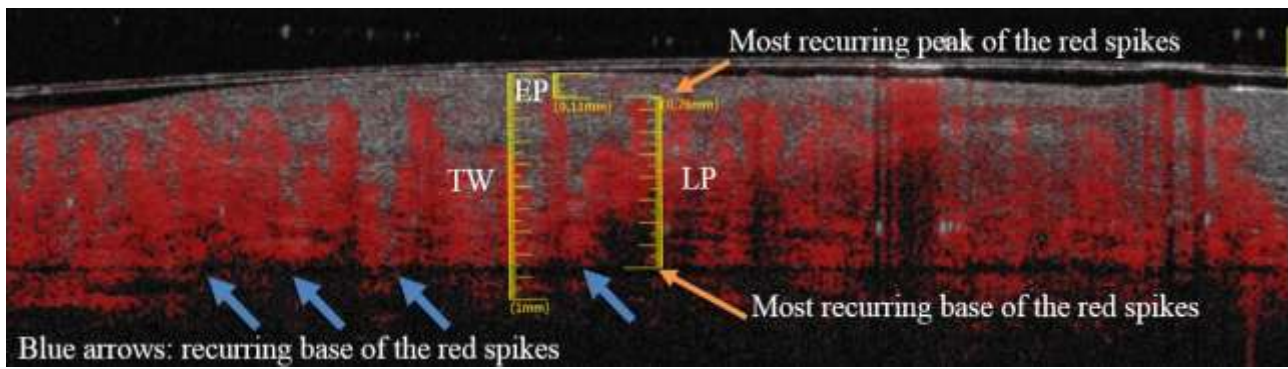 Most recurring peak of the red spikes
EP
(0,11mm)
(0,76mm)
TW
LP
(1mm)
Most recurring base of the red spikes
Blue arrows: recurring base of the red spikes